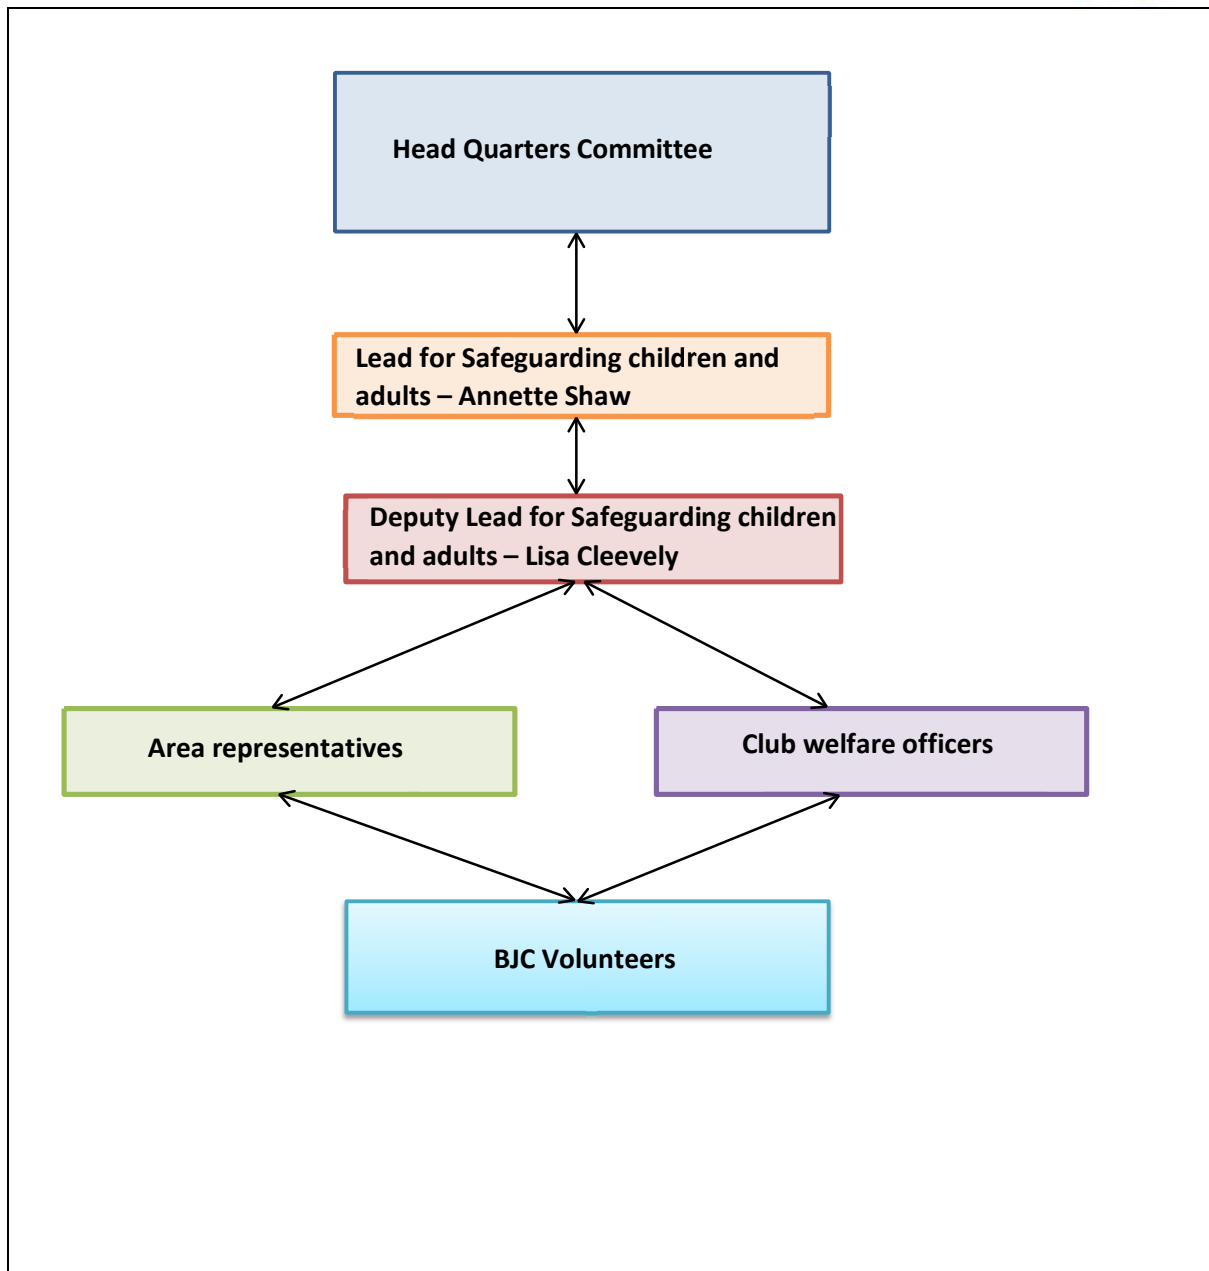 Head Quarters Committee
Lead for Safeguarding children and
adults – Annette Shaw
Deputy Lead for Safeguarding children
and adults – Lisa Cleevely
Area representatives
Club welfare officers
BJC Volunteers